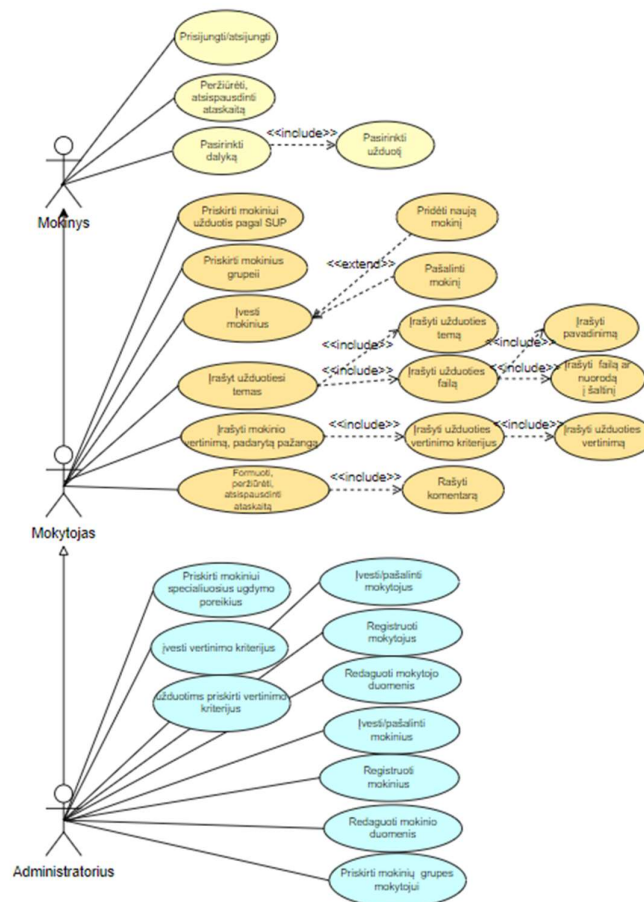 Prisijungti/atsijungti
Peržiūrėti,
atsispausdinti
ataskaitą
Pasirinkti
dalyką
<<include>>
Pasirinkti
užduotį
Mokinys
Priskirti mokiniui
užduotis pagal SUP
Priskirti mokinius
grupeii
Įvesti
mokinius
Pridėti naują
mokinį
<<extend>>
Pašalinti
mokinį
Įrašyt užduotiesi
temas
<<include>>
<<include>>
Įrašyti užduoties
temą
Įrašyti užduoties
failą
<<include>>
<<include>>
Įrašyti
pavadinimą
Įrašyti failą ar
nuorodą
į šaltinį
Įrašyti mokinio
vertinimą, padarytą pažangą
<<include>>
Įrašyti užduoties
vertinimo kriterijus
<<include>>
Įrašyti užduoties
vertinimą
Formuoti,
peržiūrėti,
atsispausdinti
ataskaitą
<<include>>
Rašyti
komentarą
Mokytojas
Priskirti mokiniui
specialiuosius ugdymo
poreikius
įvesti vertinimo kriterijus
užduotims priskirti vertinimo
kriterijus
Įvesti/pašalinti
mokytojus
Registruoti
mokytojus
Redaguoti mokytojo
duomenis
Įvesti/pašalinti
mokinius
Registruoti
mokinius
Redaguoti mokinio
duomenis
Priskirti mokinių grupes
mokytojui
Administratorius